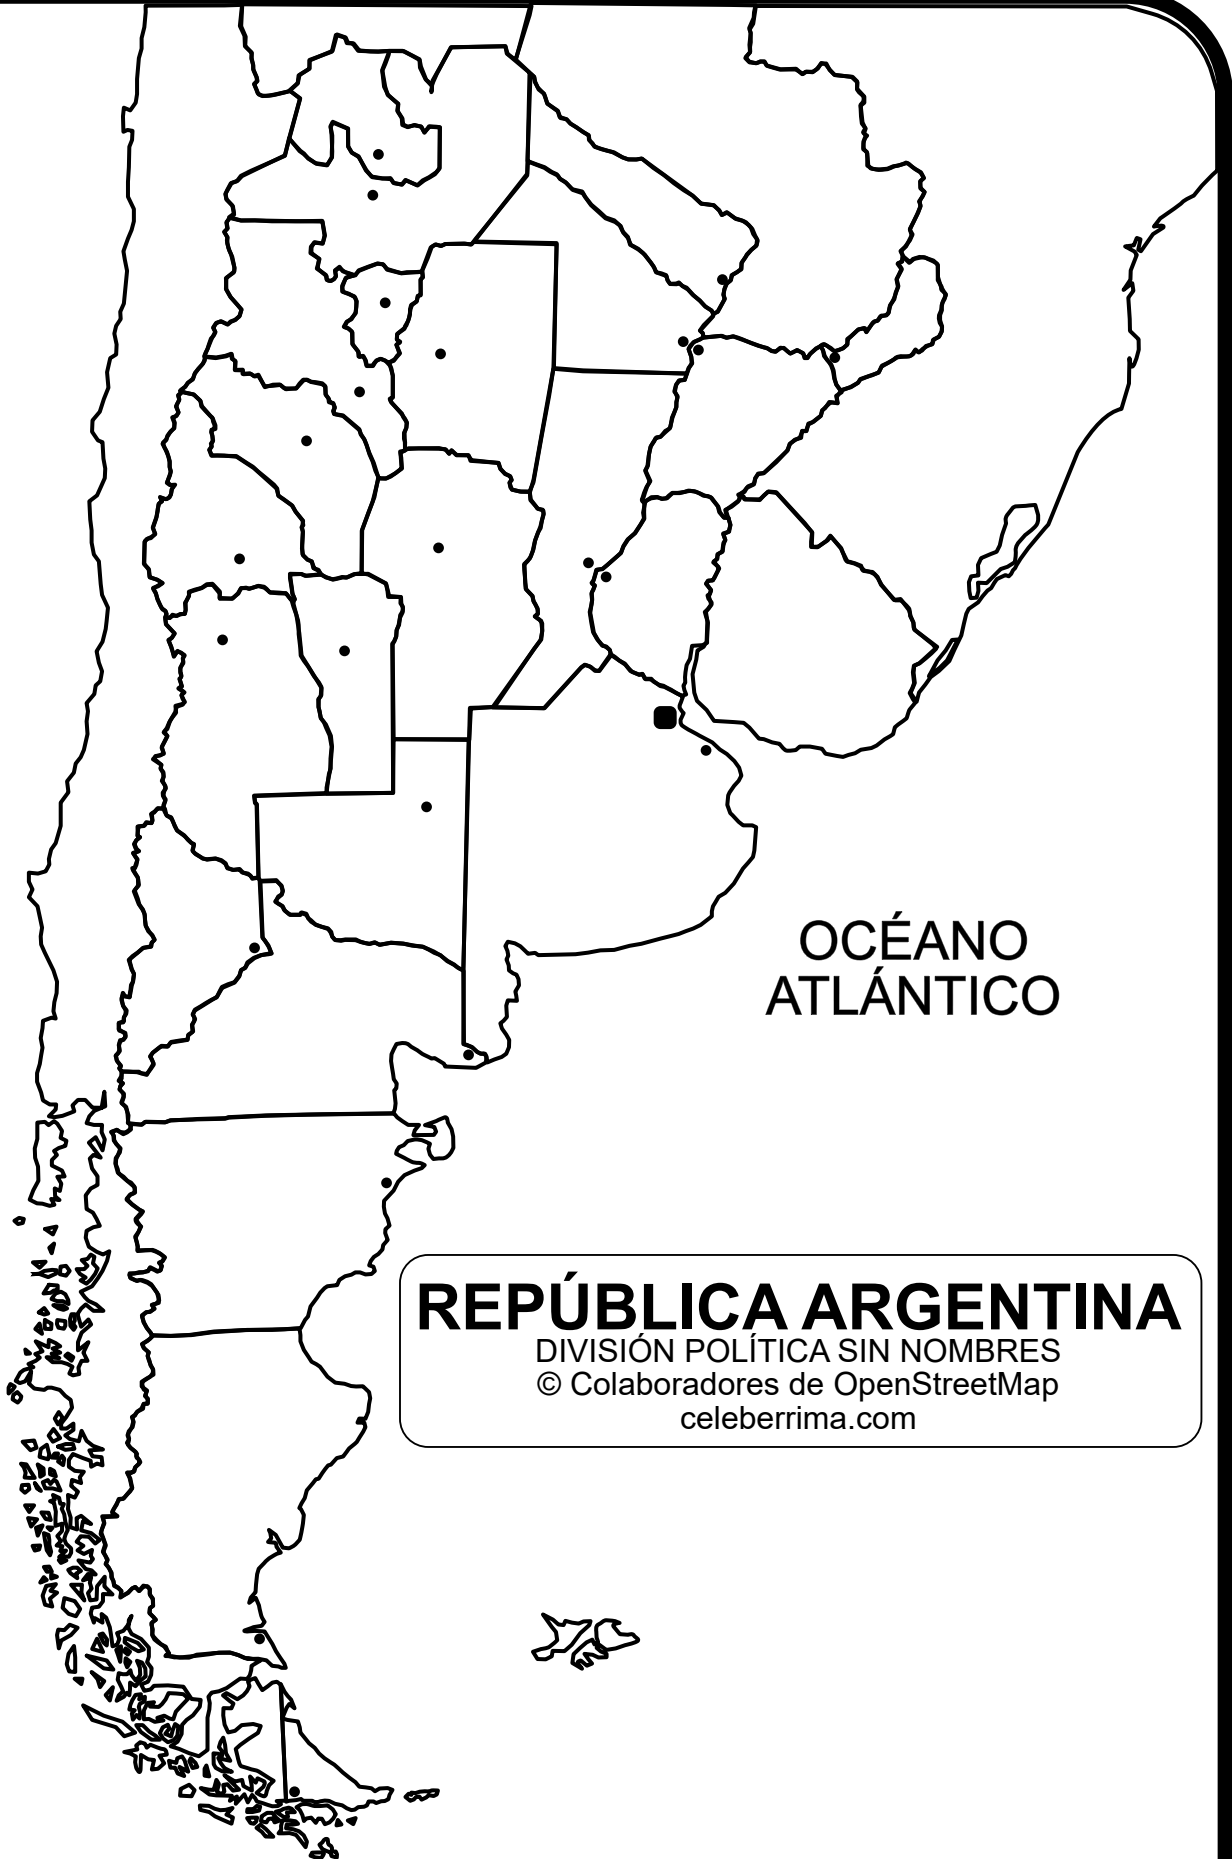 OCÉANO
ATLÁNTICO
REPÚBLICA ARGENTINA
DIVISIÓN POLÍTICA SIN NOMBRES
© Colaboradores de OpenStreetMap
celeberrima.com